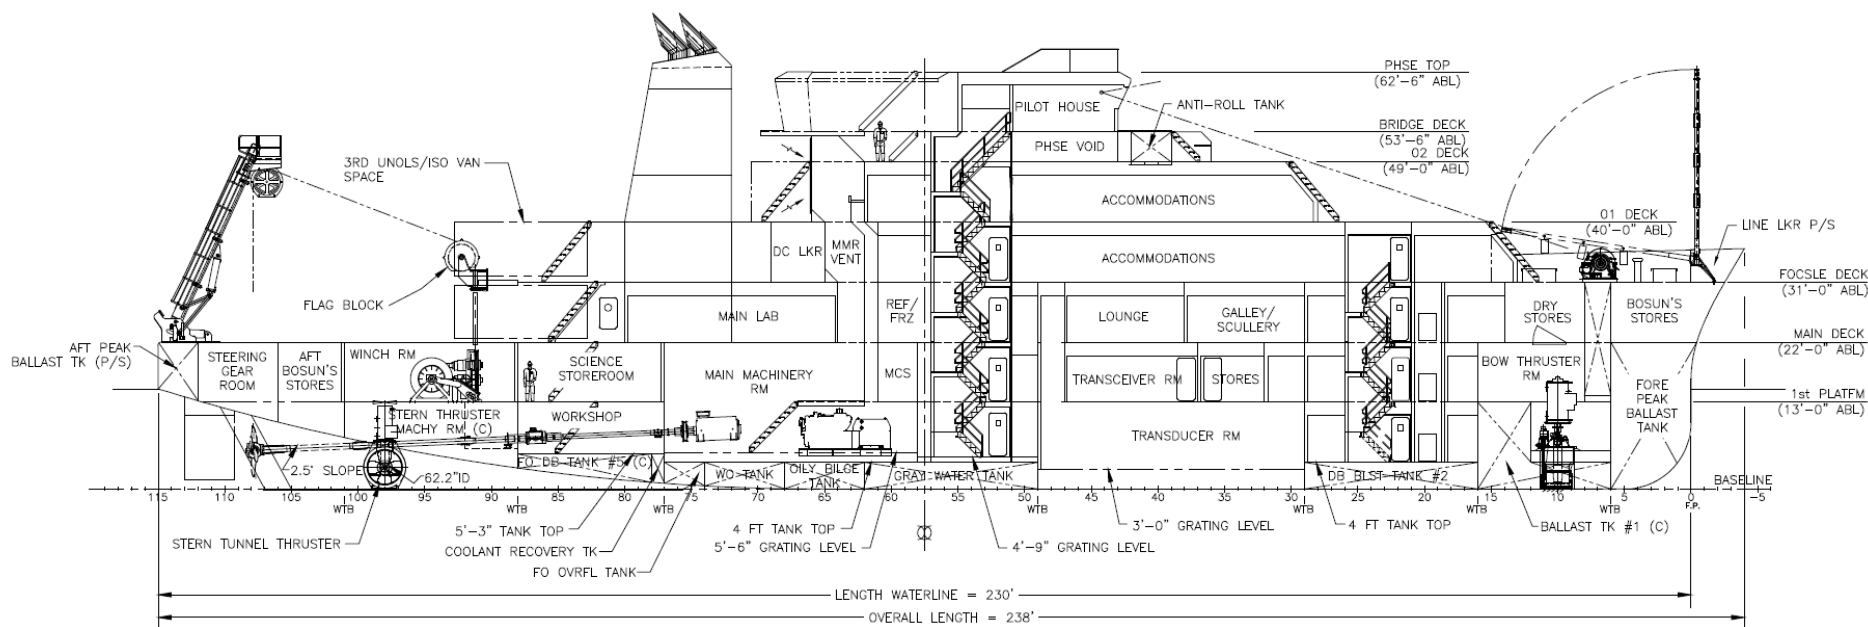 PHSE TOP
(62'-6" ABL)
PILOT HOUSE
ANTI-ROLL TANK
BRIDGE DECK
(53'-6" ABL)
PHSE VOID
02 DECK
(49'-0" ABL)
3RD UNOLS/ISO VAN
SPACE
ACCOMMODATIONS
01 DECK
(40'-0" ABL)
LINE LKR P/S
DC LKR
MMR
VENT
ACCOMMODATIONS
FLAG BLOCK
FOCSLE DECK
(31'-0" ABL)
MAIN LAB
REF/
FRZ
LOUNGE
GALLEY/
SCULLERY
DRY
STORES
BOSUN'S
STORES
MAIN DECK
(22'-0" ABL)
AFT PEAK
BALLAST TK (P/S)
STEERING
GEAR
ROOM
AFT
BOSUN'S
STORES
WINCH RM
SCIENCE
STOREROOM
MAIN MACHINERY
RM
MCS
TRANSCEIVER RM
STORES
BOW THRUSTER
RM
FORE
PEAK
BALLAST
TANK
1st PLATFM
(13'-0" ABL)
STERN THRUSTER
MACHY RM (C)
WORKSHOP
TRANSDUCER RM
2.5° SLOPE
62.2"ID
FO DB TANK #5 (C)
WO TANK
OILY BILGE
TANK
GRAY WATER TANK
DB BLST TANK #2
BASELINE
115 110 105 100 95 90 85 80 75 70 65 60 55 50 45 40 35 30 25 20 15 10 5 0 -5
WTB WTB WTB WTB WTB WTB WTB F.P.
STERN TUNNEL THRUSTER
5'-3" TANK TOP
COOLANT RECOVERY TK
FO OVRFL TANK
4 FT TANK TOP
5'-6" GRATING LEVEL
4'-9" GRATING LEVEL
3'-0" GRATING LEVEL
4 FT TANK TOP
BALLAST TK #1 (C)
LENGTH WATERLINE = 230'
OVERALL LENGTH = 238'